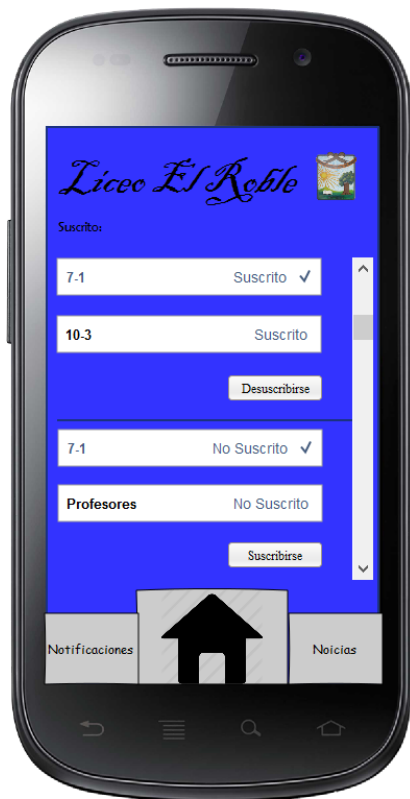 Liceo El Roble
Suscrito:
7-1 Suscrito ✓
10-3 Suscrito
Desuscribirse
7-1 No Suscrito ✓
Profesores No Suscrito
Suscribirse
Notificaciones Noicias